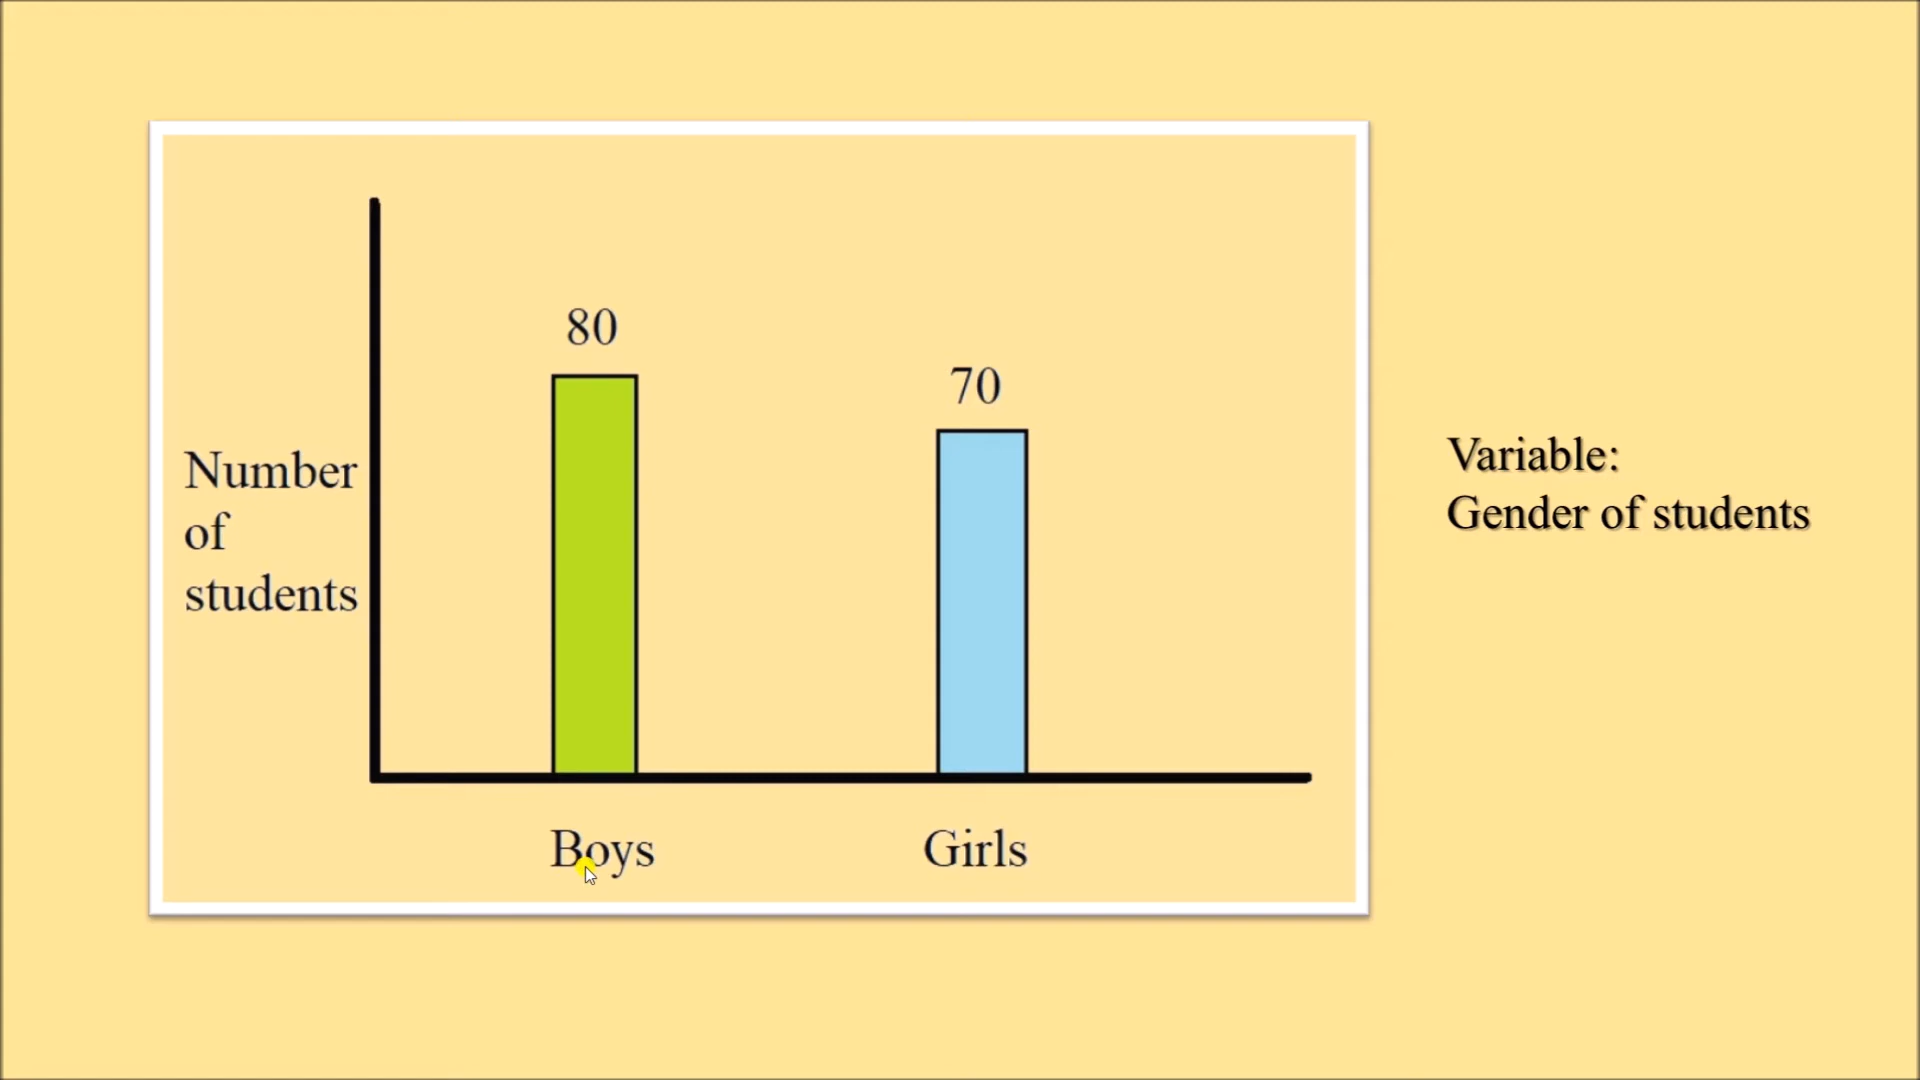 80
70
Number
of
students
Boys
Girls
Variable:
Gender of students